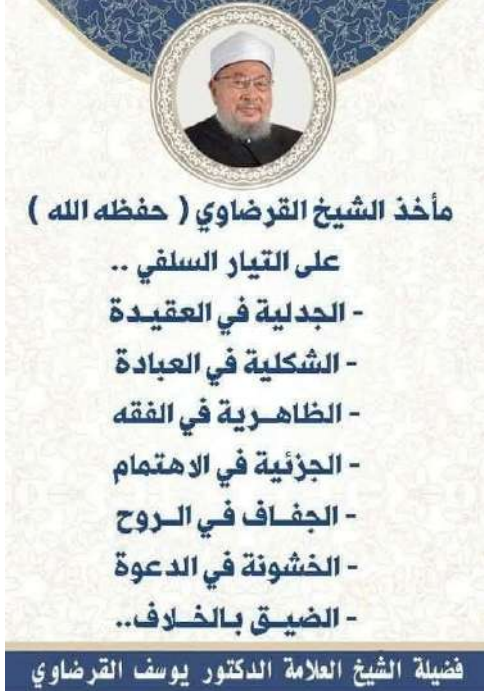 مأخذ الشيخ القرضاوي ( حفظه الله )
على التيار السلفي ..
- الجدلية في العقيدة
- الشكلية في العبادة
- الظاهرية في الفقه
- الجزئية في الاهتمام
- الجفاف في الروح
- الخشونة في الدعوة
- الضيق بالخلاف..
فضيلة الشيخ العلامة الدكتور يوسف القرضاوي